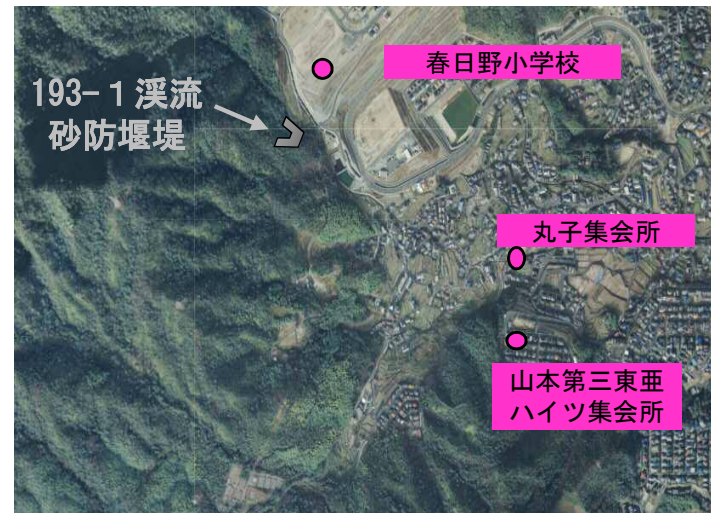 春日野小学校
193-1渓流
砂防堰堤
丸子集会所
山本第三東亜
ハイツ集会所